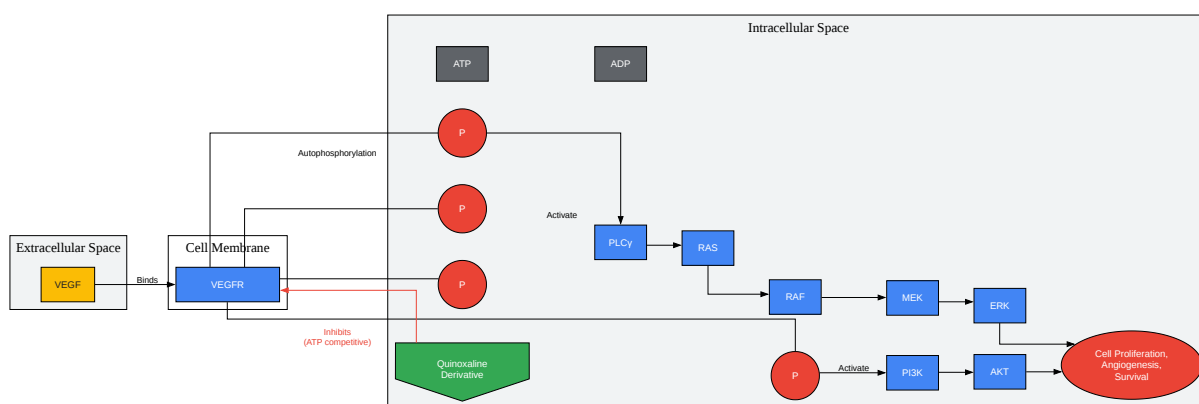 Intracellular Space
ATP
ADP
P
Autophosphorylation
P
Activate
Extracellular Space
Cell Membrane
PLCγ
RAS
VEGF
Binds
VEGFR
P
RAF
MEK
ERK
Inhibits
(ATP competitive)
Quinoxaline
Derivative
P
Activate
PI3K
AKT
Cell Proliferation,
Angiogenesis,
Survival